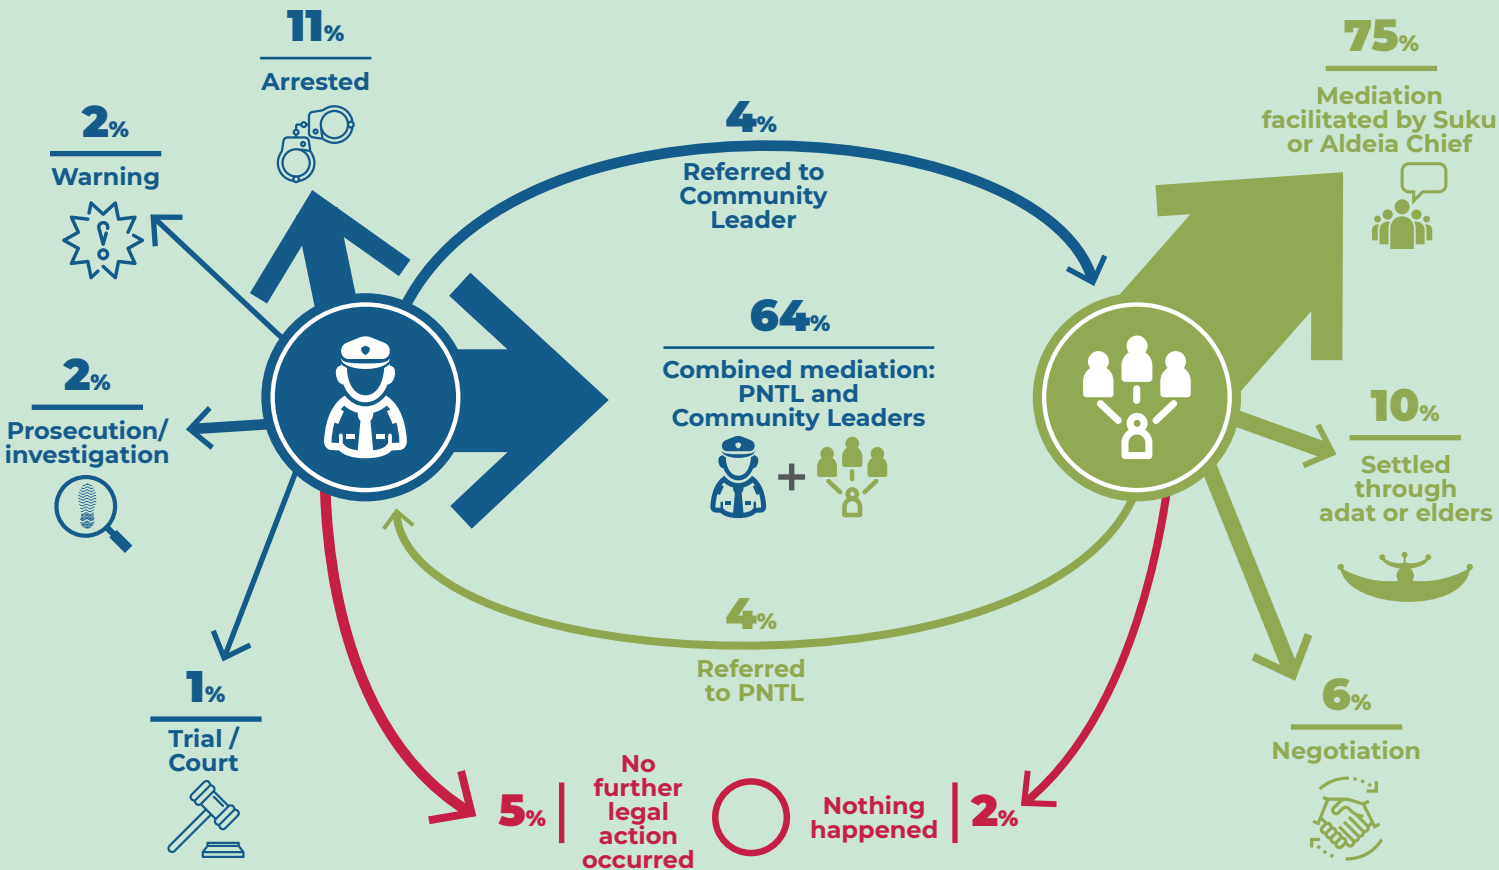 11%
Arrested
2%
Warning
2%
Prosecution/
investigation
1%
Trial /
Court
4%
Referred to
Community
Leader
64%
Combined mediation:
PNTL and
Community Leaders
+
4%
Referred
to PNTL
5%
No
further
legal
action
occurred
Nothing
happened
2%
75%
Mediation
facilitated by Suku
or Aldeia Chief
10%
Settled
through
adat or elders
6%
Negotiation